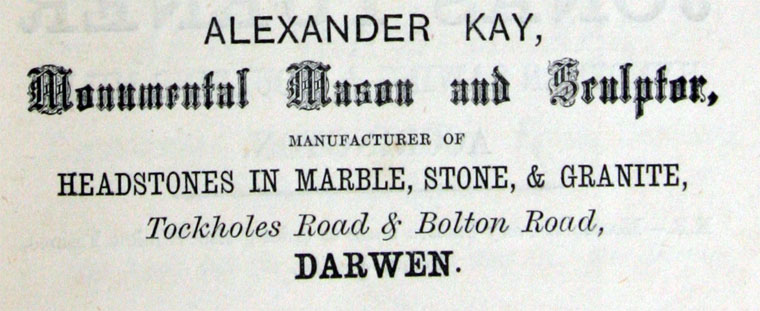 ALEXANDER KAY,
Monumental Mason and Sculptor,
MANUFACTURER OF
HEADSTONES IN MARBLE, STONE, & GRANITE,
Tockholes Road & Bolton Road,
DARWEN.